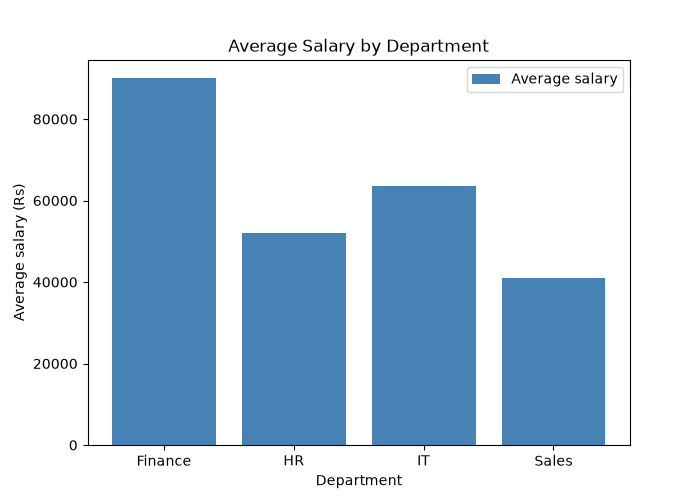 Average Salary by Department
Average salary
Average salary (Rs)
80000
60000
40000
20000
0
Finance HR IT Sales
Department